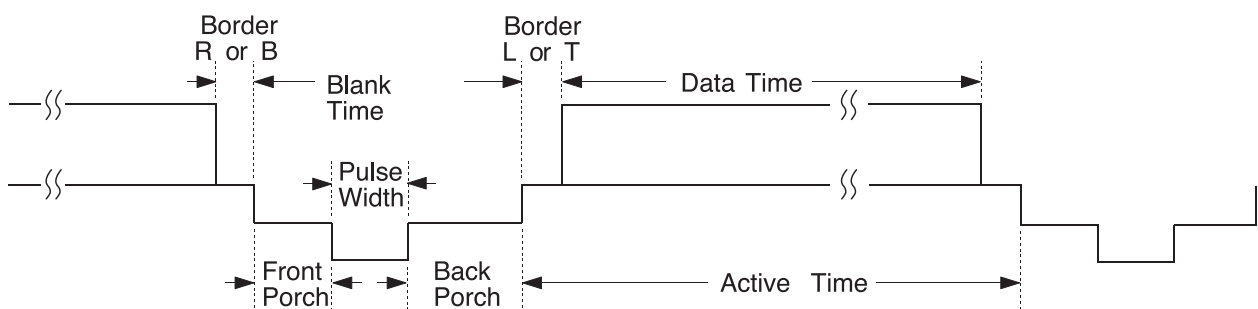 Border
R or B
Border
L or T
Blank
Time
Data Time
Pulse
Width
Front
Porch
Back
Porch
Active Time